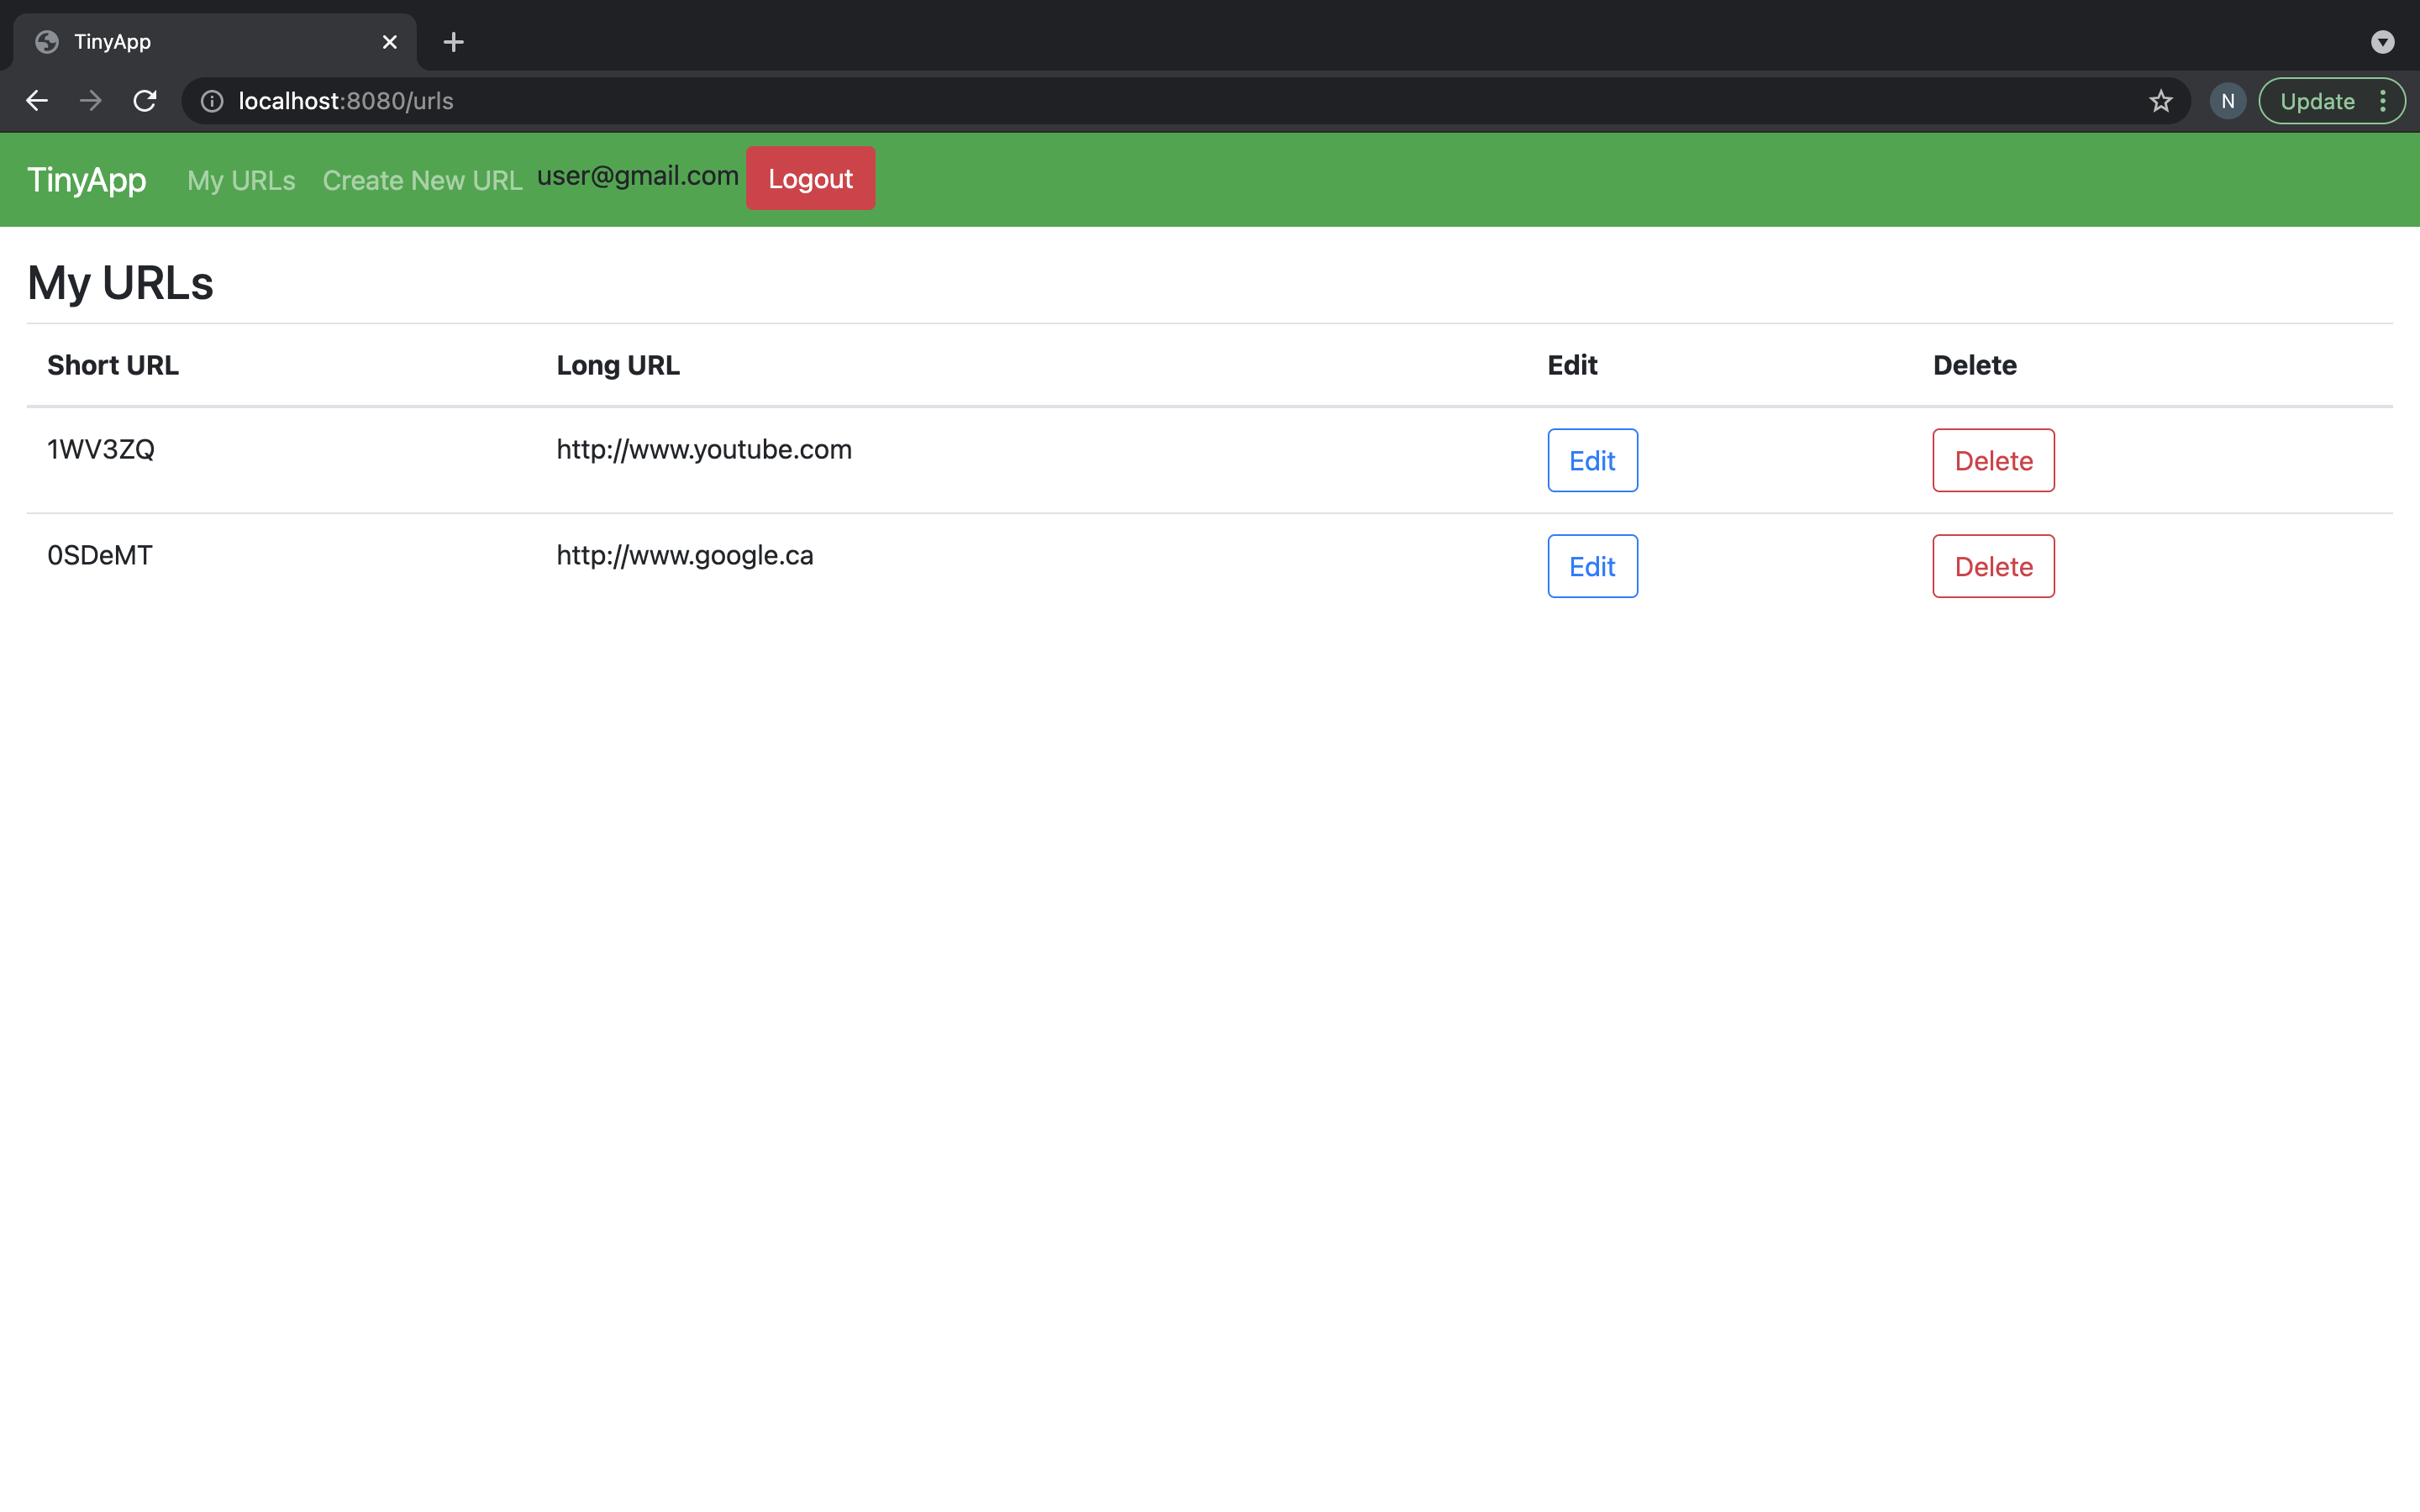 TinyApp
localhost:8080/urls N Update
TinyApp My URLs Create New URL user@gmail.com Logout
My URLs
Short URL Long URL Edit Delete
1WV3ZQ http://www.youtube.com Edit Delete
0SDeMT http://www.google.ca Edit Delete